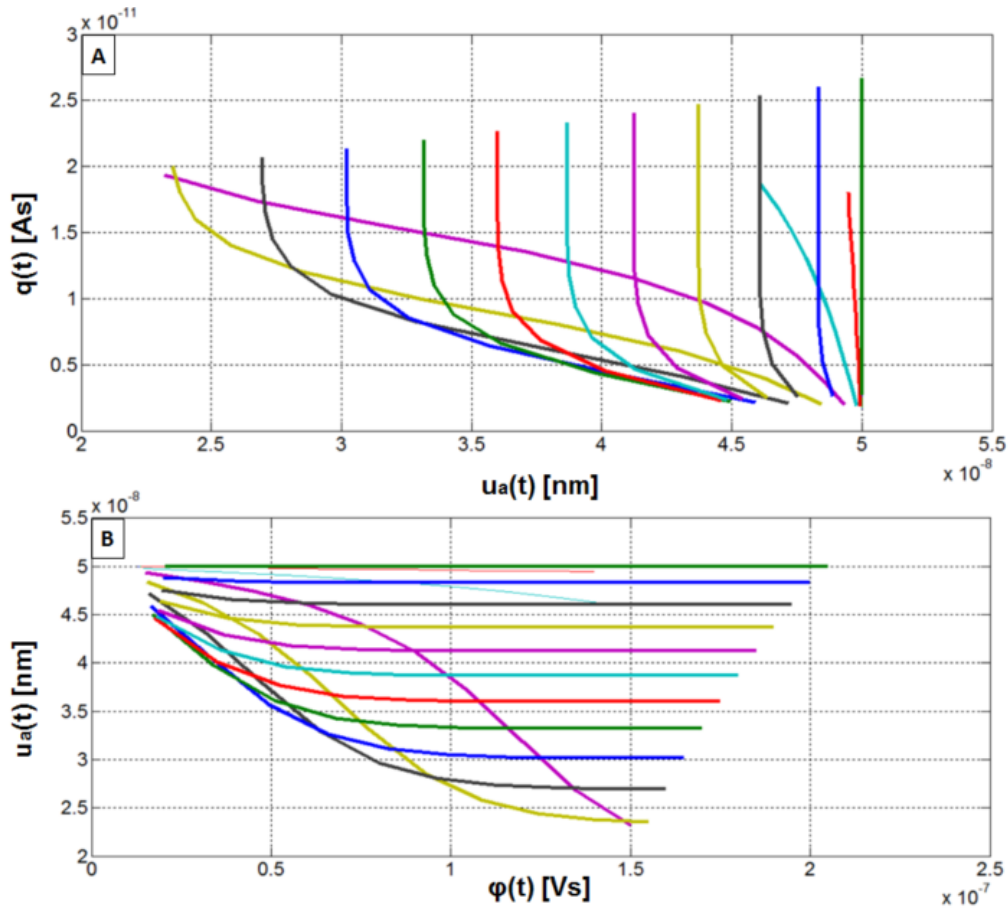 x 10⁻¹¹
A
3
2.5
2
1.5
1
0.5
0
q(t) [As]
2 2.5 3 3.5 4 4.5 5 5.5
x 10⁻⁸
uₐ(t) [nm]
x 10⁻⁸
B
5.5
5
4.5
4
3.5
3
2.5
2
uₐ(t) [nm]
0 0.5 1 1.5 2 2.5
x 10⁻⁷
φ(t) [Vs]